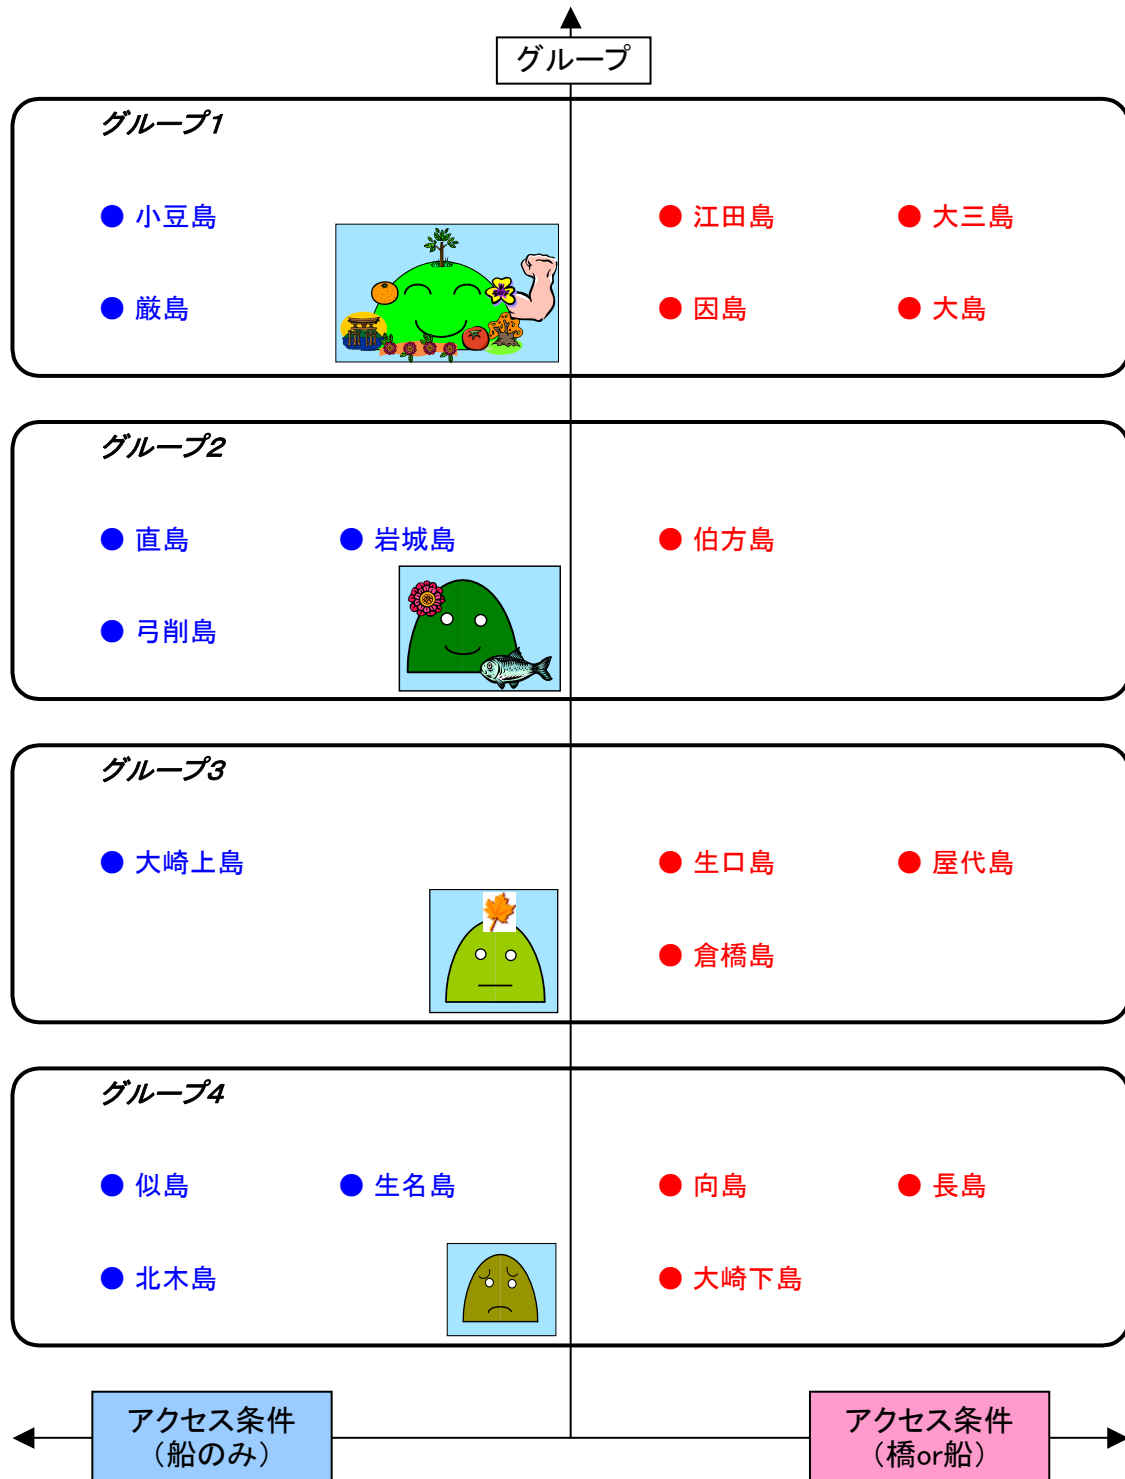 グループ
グループ1
● 小豆島
● 江田島
● 大三島
● 厳島
● 因島
● 大島
グループ2
● 直島
● 岩城島
● 伯方島
● 弓削島
グループ3
● 大崎上島
● 生口島
● 屋代島
● 倉橋島
グループ4
● 似島
● 生名島
● 向島
● 長島
● 北木島
● 大崎下島
アクセス条件
（船のみ）
アクセス条件
（橋or船）